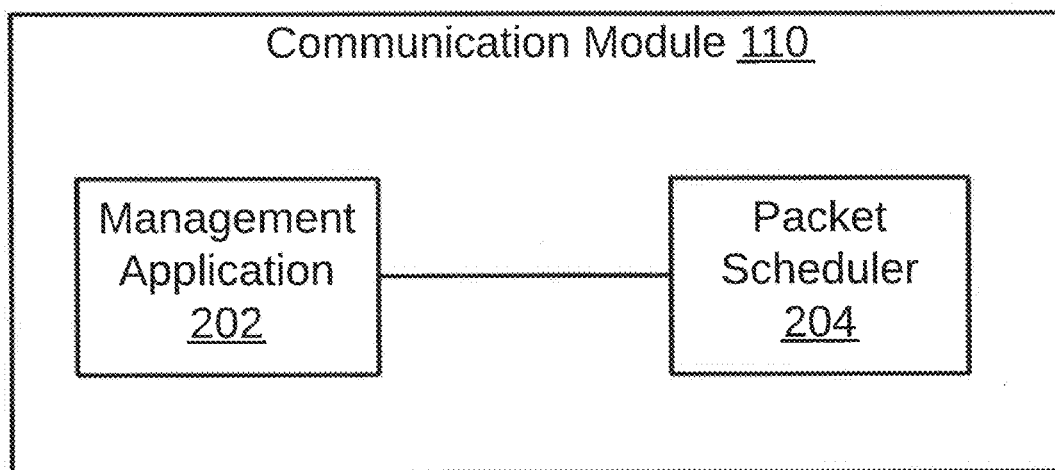 Communication Module 110
Management
Application
202
Packet
Scheduler
204